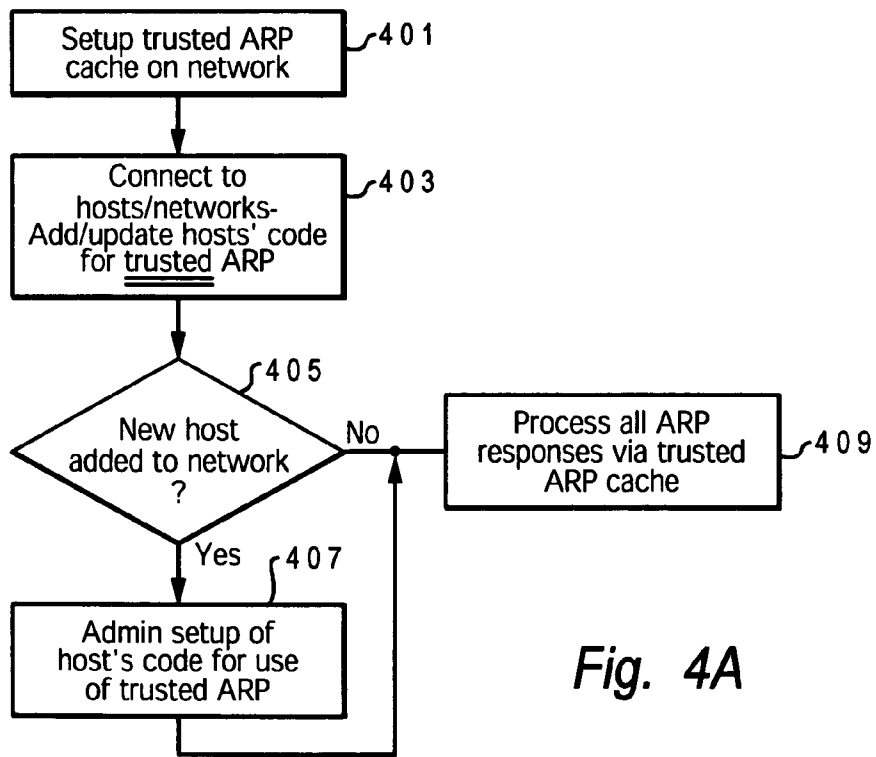 Setup trusted ARP
cache on network
401
Connect to
hosts/networks-
Add/update hosts' code
for trusted ARP
403
405
New host
added to network
?
No
Yes
Process all ARP
responses via trusted
ARP cache
409
407
Admin setup of
host's code for use
of trusted ARP
Fig. 4A